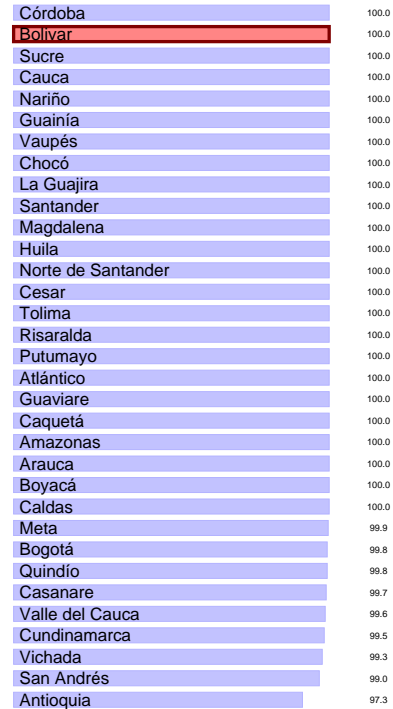 Córdoba 100.0
Bolivar 100.0
Sucre 100.0
Cauca 100.0
Nariño 100.0
Guainía 100.0
Vaupés 100.0
Chocó 100.0
La Guajira 100.0
Santander 100.0
Magdalena 100.0
Huila 100.0
Norte de Santander 100.0
Cesar 100.0
Tolima 100.0
Risaralda 100.0
Putumayo 100.0
Atlántico 100.0
Guaviare 100.0
Caquetá 100.0
Amazonas 100.0
Arauca 100.0
Boyacá 100.0
Caldas 100.0
Meta 99.9
Bogotá 99.8
Quindío 99.8
Casanare 99.7
Valle del Cauca 99.6
Cundinamarca 99.5
Vichada 99.3
San Andrés 99.0
Antioquia 97.3